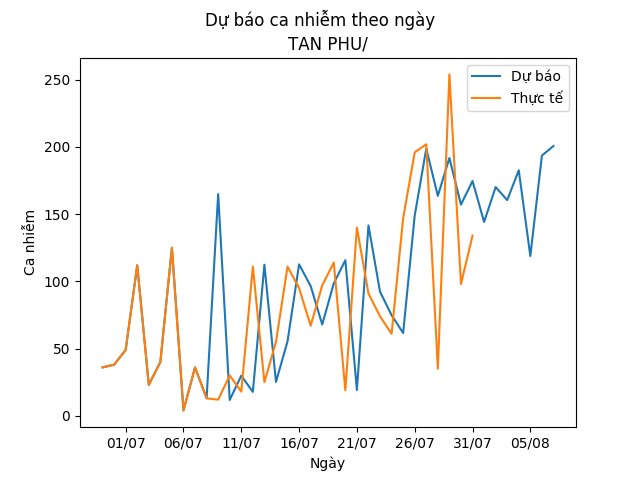 Dự báo ca nhiễm theo ngày
TAN PHU/
Dự báo
Thực tế
250
200
150
100
50
0
Ca nhiễm
01/07 06/07 11/07 16/07 21/07 26/07 31/07 05/08
Ngày